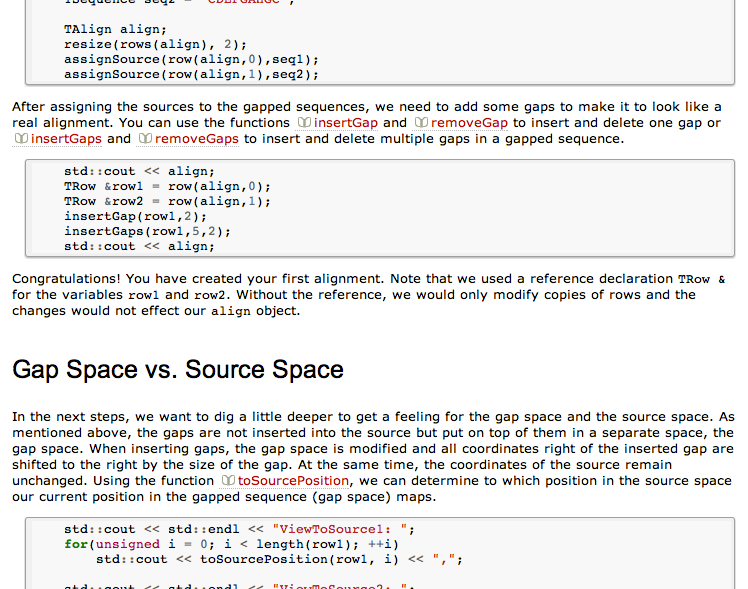 TAlign align;
resize(rows(align), 2);
assignSource(row(align,0),seq1);
assignSource(row(align,1),seq2);
After assigning the sources to the gapped sequences, we need to add some gaps to make it to look like a
real alignment. You can use the functions insertGap and removeGap to insert and delete one gap or
insertGaps and removeGaps to insert and delete multiple gaps in a gapped sequence.
std::cout << align;
TRow &row1 = row(align,0);
TRow &row2 = row(align,1);
insertGap(row1,2);
insertGaps(row1,5,2);
std::cout << align;
Congratulations! You have created your first alignment. Note that we used a reference declaration TRow &
for the variables row1 and row2. Without the reference, we would only modify copies of rows and the
changes would not effect our align object.
Gap Space vs. Source Space
In the next steps, we want to dig a little deeper to get a feeling for the gap space and the source space. As
mentioned above, the gaps are not inserted into the source but put on top of them in a separate space, the
gap space. When inserting gaps, the gap space is modified and all coordinates right of the inserted gap are
shifted to the right by the size of the gap. At the same time, the coordinates of the source remain
unchanged. Using the function toSourcePosition, we can determine to which position in the source space
our current position in the gapped sequence (gap space) maps.
std::cout << std::endl << "ViewToSource1: ";
for(unsigned i = 0; i < length(row1); ++i)
std::cout << toSourcePosition(row1, i) << ",";